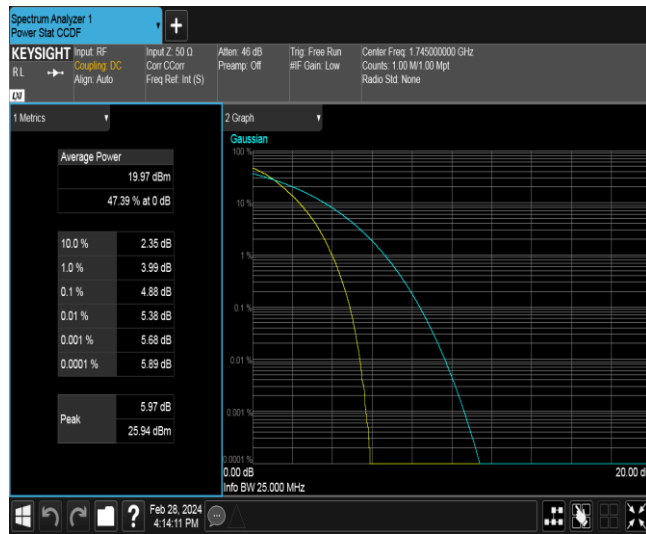 Spectrum Analyzer 1
Power Stat CCDF
+
KEYSIGHT
RL
LXI
Input: RF
Coupling: DC
Align: Auto
Input Z: 50 Ω
Corr CCorr
Freq Ref: Int (S)
Atten: 46 dB
Preamp: Off
Trig: Free Run
#IF Gain: Low
Center Freq: 1.745000000 GHz
Counts: 1.00 M/1.00 Mpt
Radio Std: None
1 Metrics
Average Power
19.97 dBm
47.39 % at 0 dB
10.0 % 2.35 dB
1.0 % 3.99 dB
0.1 % 4.88 dB
0.01 % 5.38 dB
0.001 % 5.68 dB
0.0001 % 5.89 dB
Peak
5.97 dB
25.94 dBm
2 Graph
Gaussian
100 %
10 %
1 %
0.1 %
0.01 %
0.001 %
0.0001 %
0.00 dB
20.00 d
Info BW 25.000 MHz
?
Feb 28, 2024
4:14:11 PM